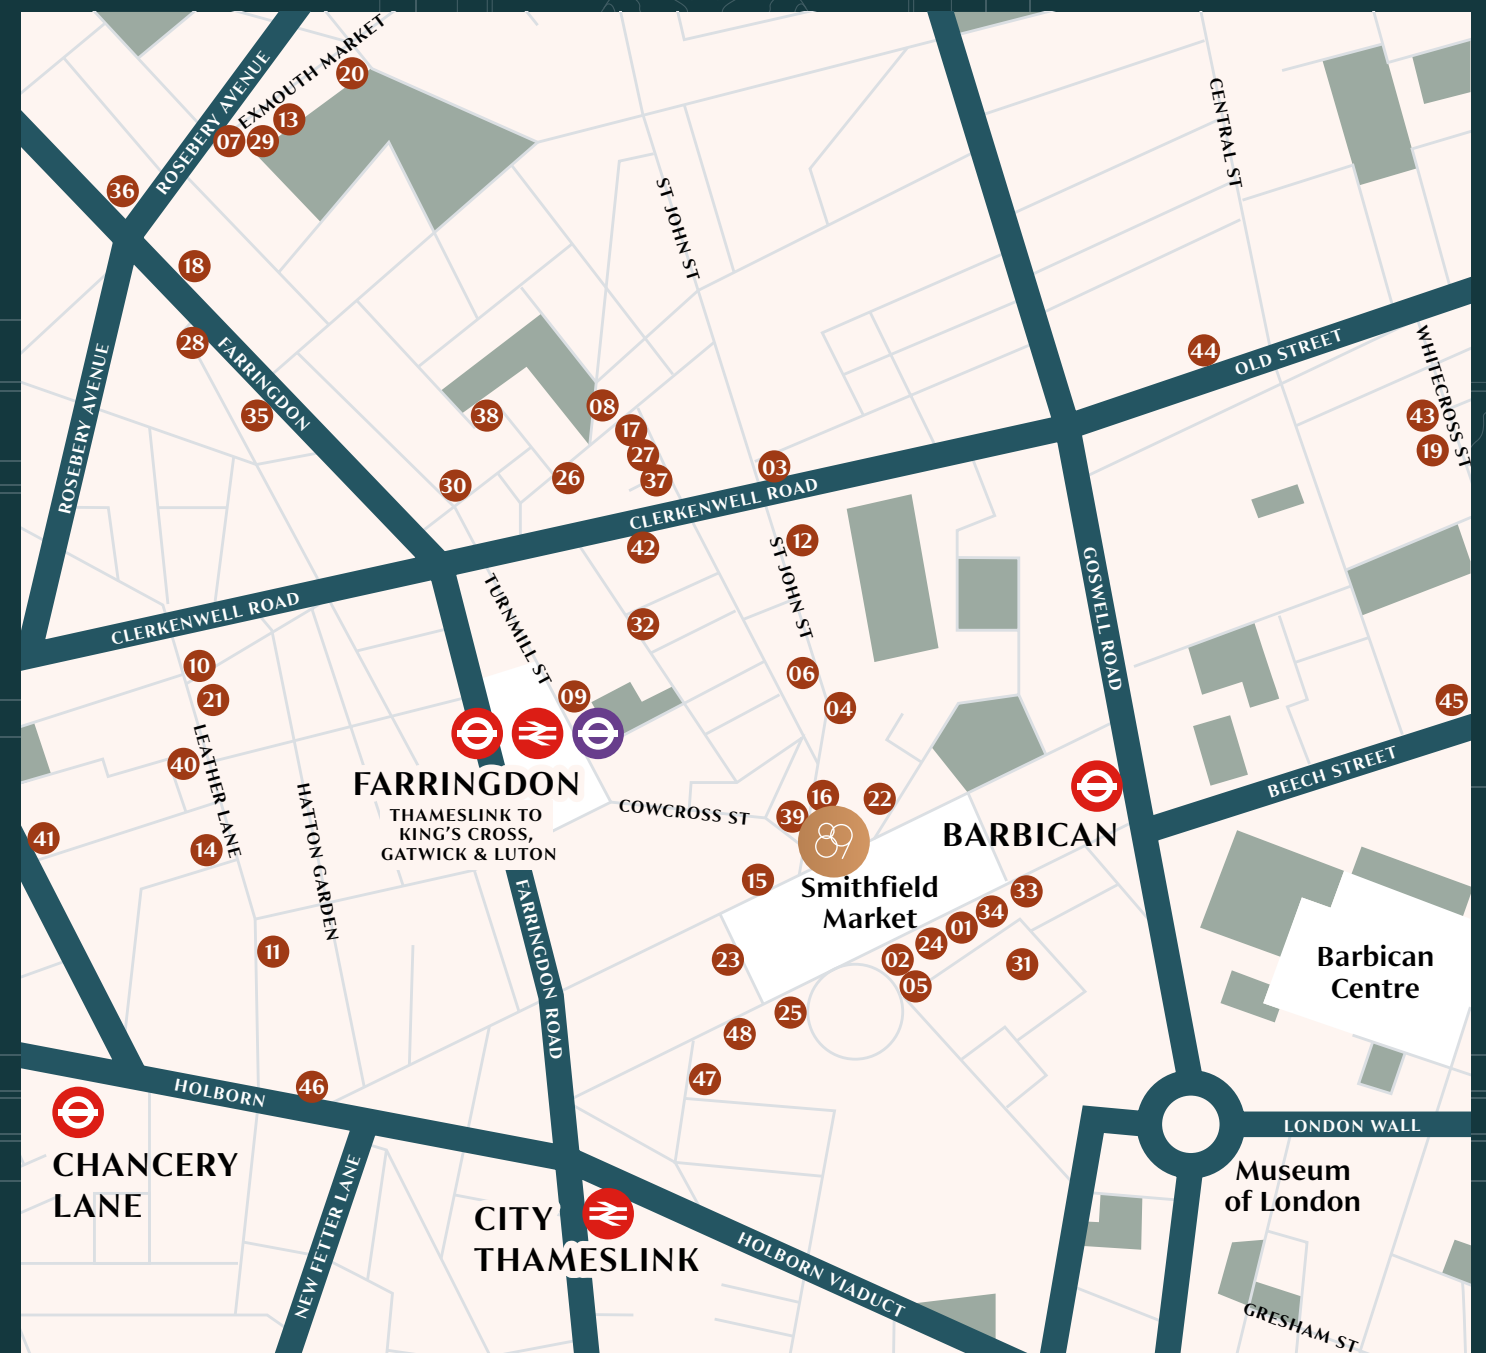 EXMOUTH MARKET
20
ROSEBERY AVENUE
13
07
29
CENTRAL ST
36
ST JOHN ST
18
28
FARRINGDON
44
OLD STREET
WHITECROSS ST
ROSEBERY AVENUE
35
38
08
17
43
19
27
03
26
37
30
CLERKENWELL ROAD
42
12
ST JOHN ST
GOSWELL ROAD
TURNMILL ST
CLERKENWELL ROAD
32
10
06
21
09
04
45
LEATHER LANE
40
HATTON GARDEN
FARRINGDON
THAMESLINK TO
KING'S CROSS,
GATWICK & LUTON
COWCROSS ST
16
22
39
89
BEECH STREET
BARBICAN
41
14
15
Smithfield
Market
33
34
01
24
02
05
31
FARRINGDON ROAD
11
23
Barbican
Centre
25
48
47
HOLBORN
46
CHANCERY
LANE
LONDON WALL
Museum
of London
NEW FETTER LANE
CITY
THAMESLINK
HOLBORN VIADUCT
GRESHAM ST